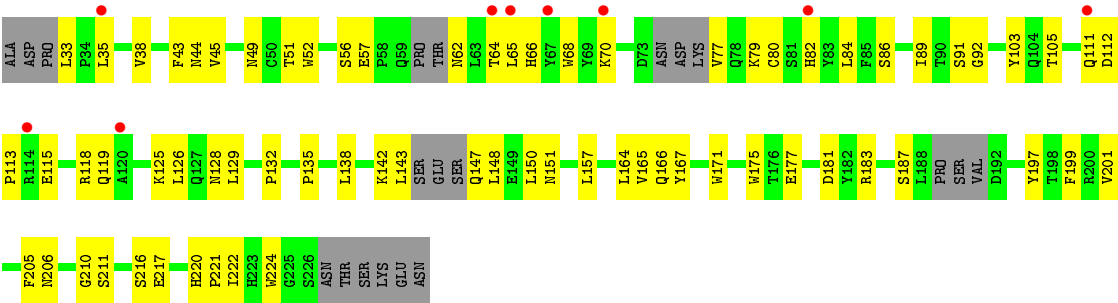 ALA ASP PRO L33 P34 L35 V38 F43 N44 V45 N49 C50 T51 W52 S56 E57 P58 Q59 PRO THR N62 L63 T64 L65 H66 Y67 W68 Y69 K70 D73 ASN ASP LYS V77 Q78 K79 C80 S81 H82 Y83 L84 F85 S86 I89 T90 S91 G92 Y103 Q104 T105 Q111 D112
P113 R114 E115 R118 Q119 A120 K125 L126 Q127 N128 L129 P132 P135 L138 K142 L143 SER GLU SER Q147 L148 E149 L150 N151 L157 L164 V165 Q166 Y167 W171 W175 T176 E177 D181 Y182 R183 S187 L188 PRO SER VAL D192 Y197 T198 F199 R200 V201
F205 N206 G210 S211 S216 E217 H220 P221 I222 H223 W224 G225 S226 ASN THR SER LYS GLU ASN